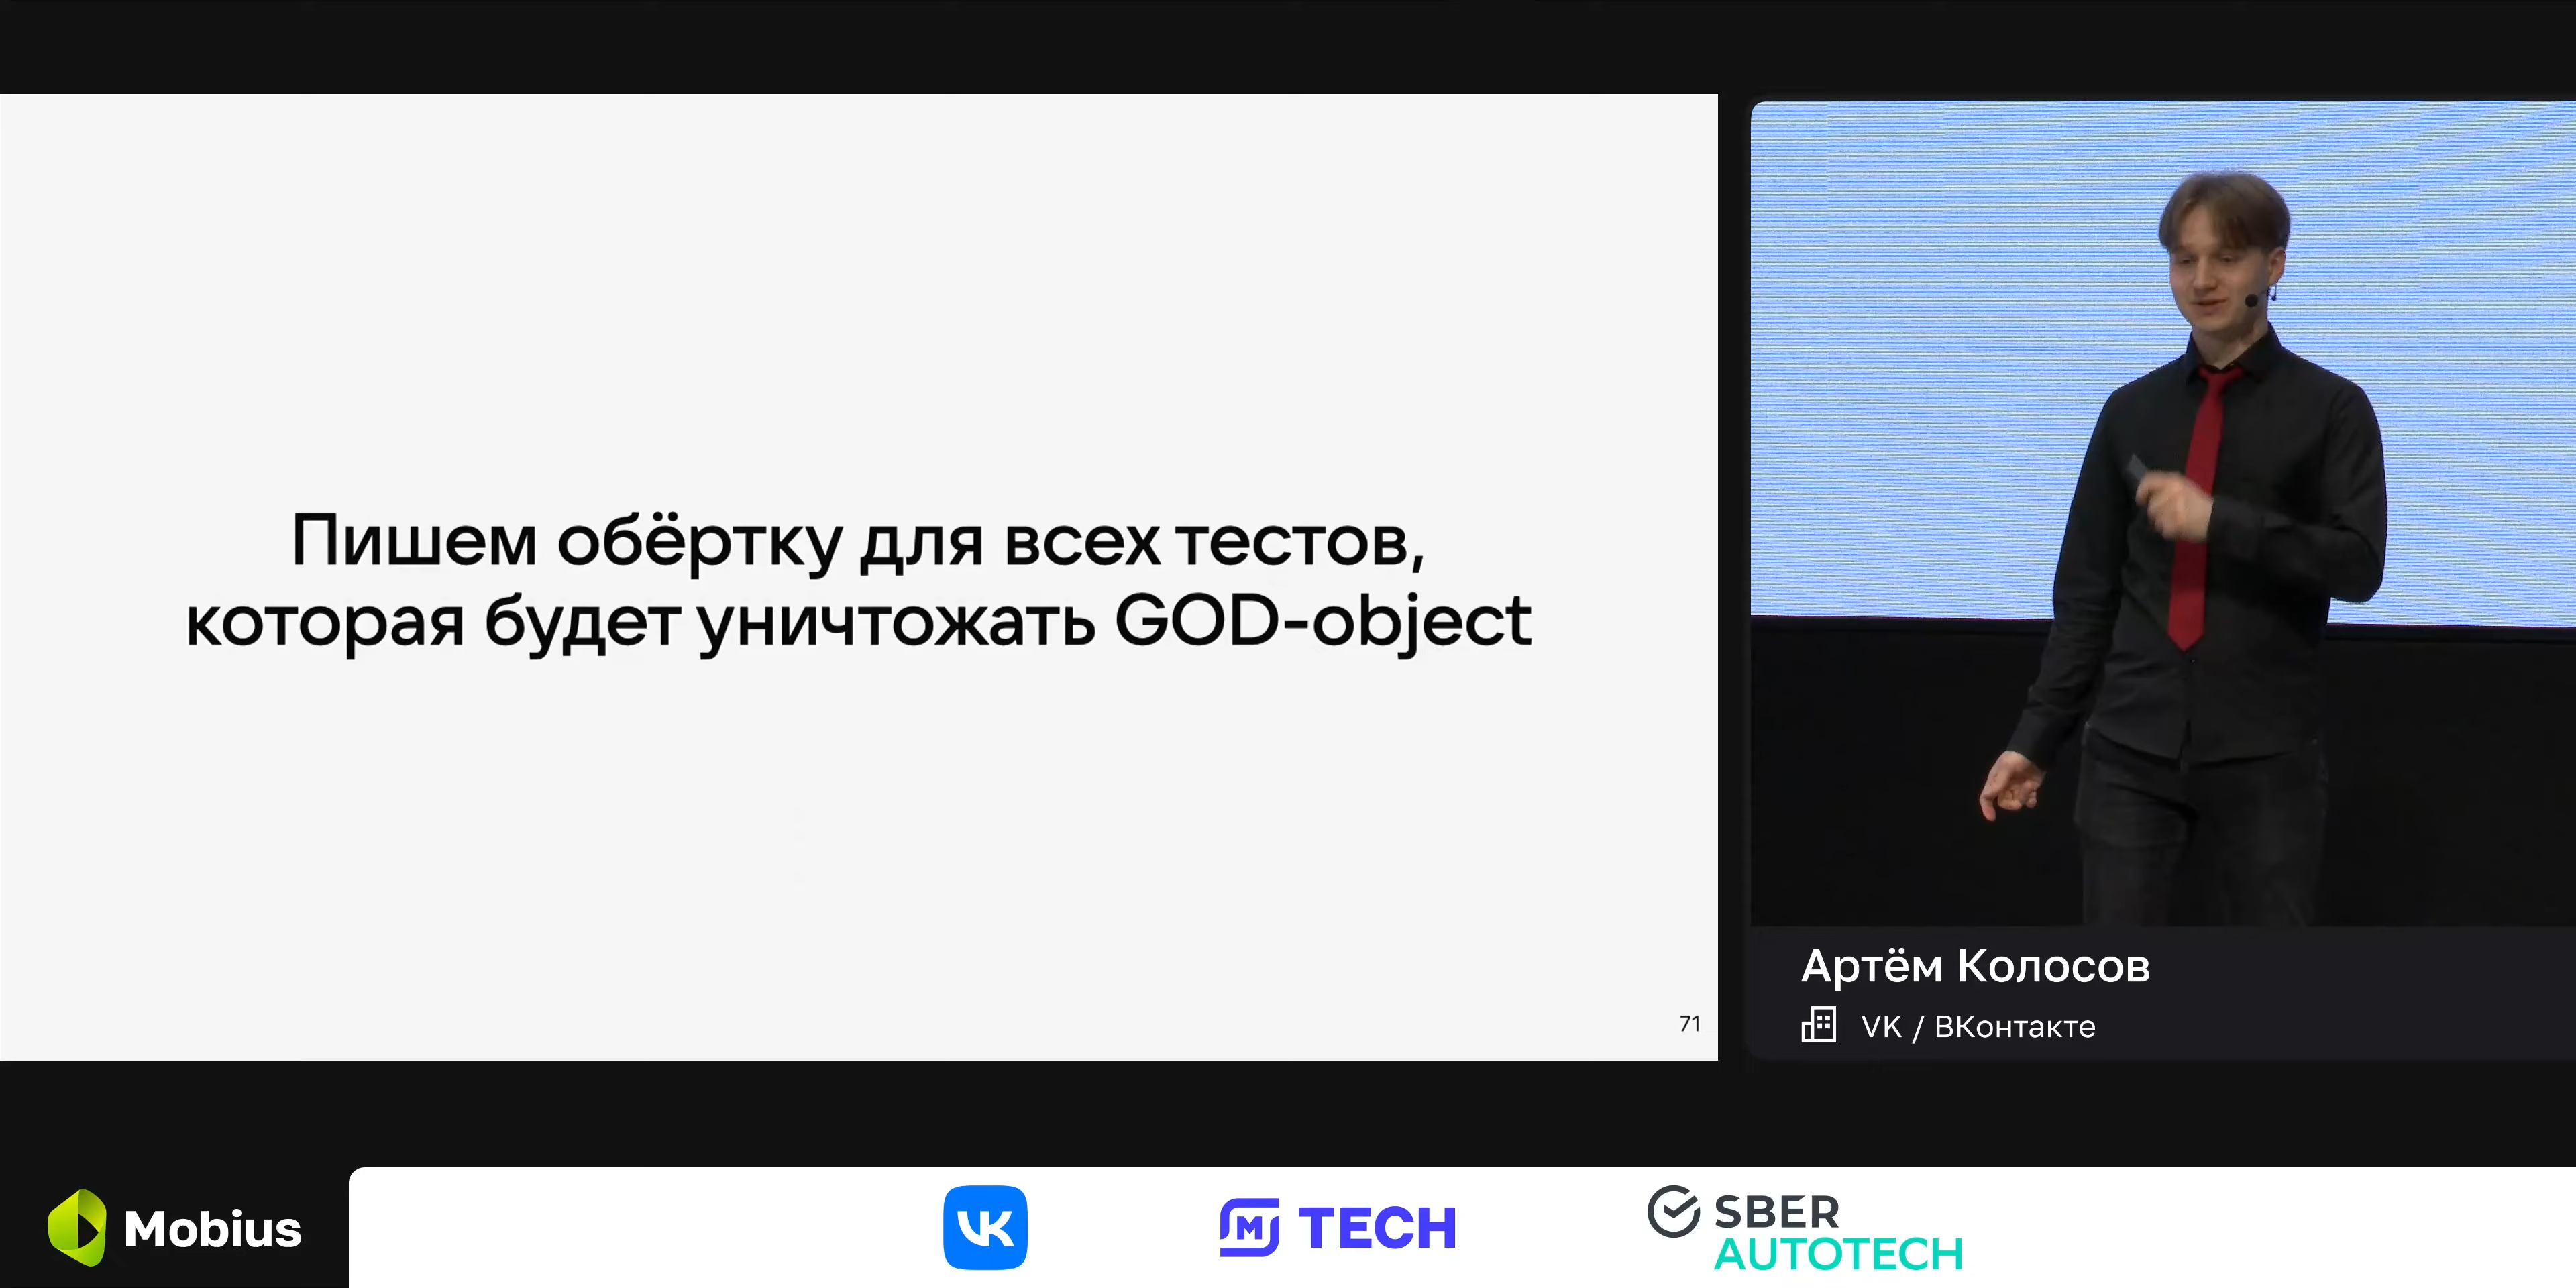 Пишем обёртку для всех тестов,
которая будет уничтожать GOD-object
71
Артём Колосов
VK / ВКонтакте
Mobius
VK
M TECH
SBER
AUTOTECH